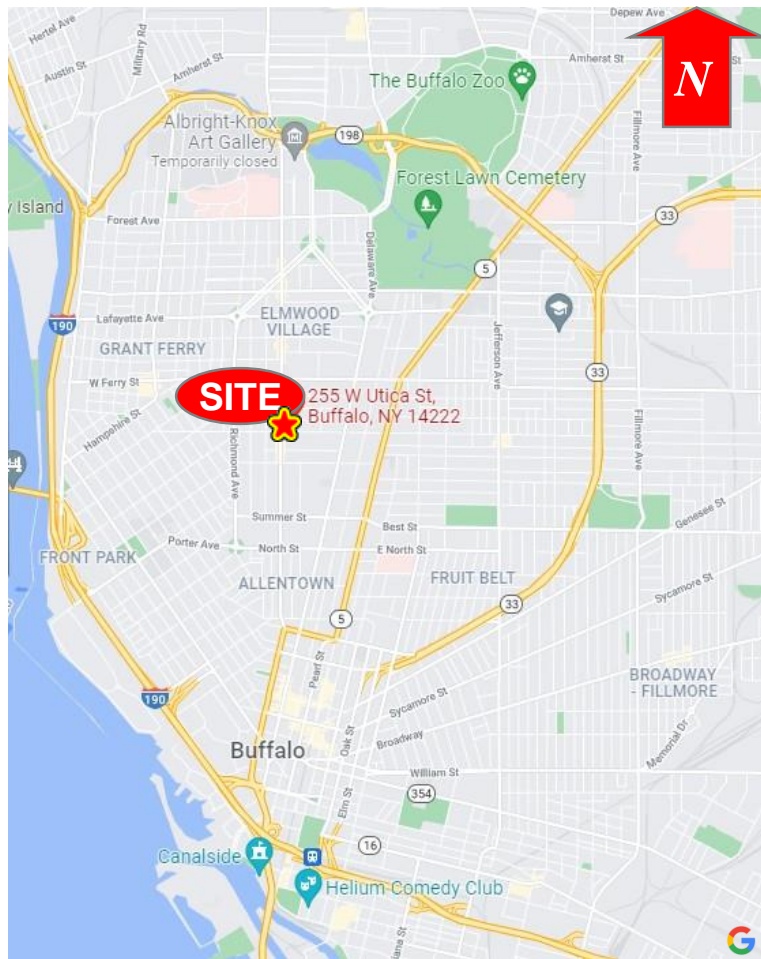 Depew Ave
Hertel Ave
Military Rd
Amherst St
Austin St
Amherst St
St
N
The Buffalo Zoo
Fillmore Ave
Albright-Knox
Art Gallery
Temporarily closed
198
Forest Lawn Cemetery
y Island
Forest Ave
33
Delaware Ave
5
Lafayette Ave
ELMWOOD
VILLAGE
190
Jefferson Ave
GRANT FERRY
33
W Ferry St
SITE
255 W Utica St,
Buffalo, NY 14222
Hampshire St
Richmond Ave
Fillmore Ave
Summer St
Best St
Genesee St
Porter Ave
North St
E North St
FRONT PARK
ALLENTOWN
FRUIT BELT
Sycamore St
33
5
Pearl St
BROADWAY
- FILLMORE
190
Sycamore St
Memorial Dr
Oak St
Broadway
Buffalo
William St
Elm St
354
16
Canalside
Helium Comedy Club
iana St
G